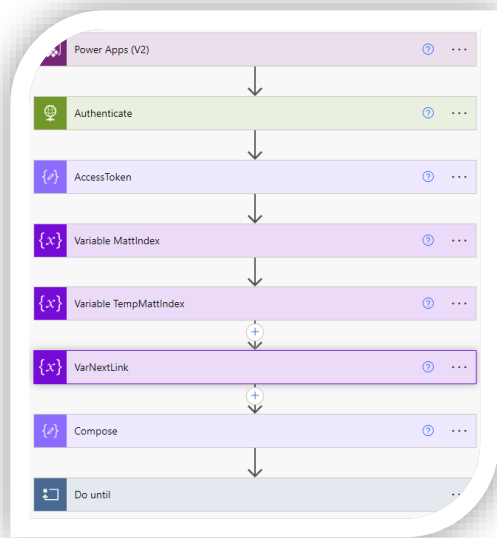 Power Apps (V2)
Authenticate
AccessToken
Variable MattIndex
Variable TempMattIndex
VarNextLink
Compose
Do until